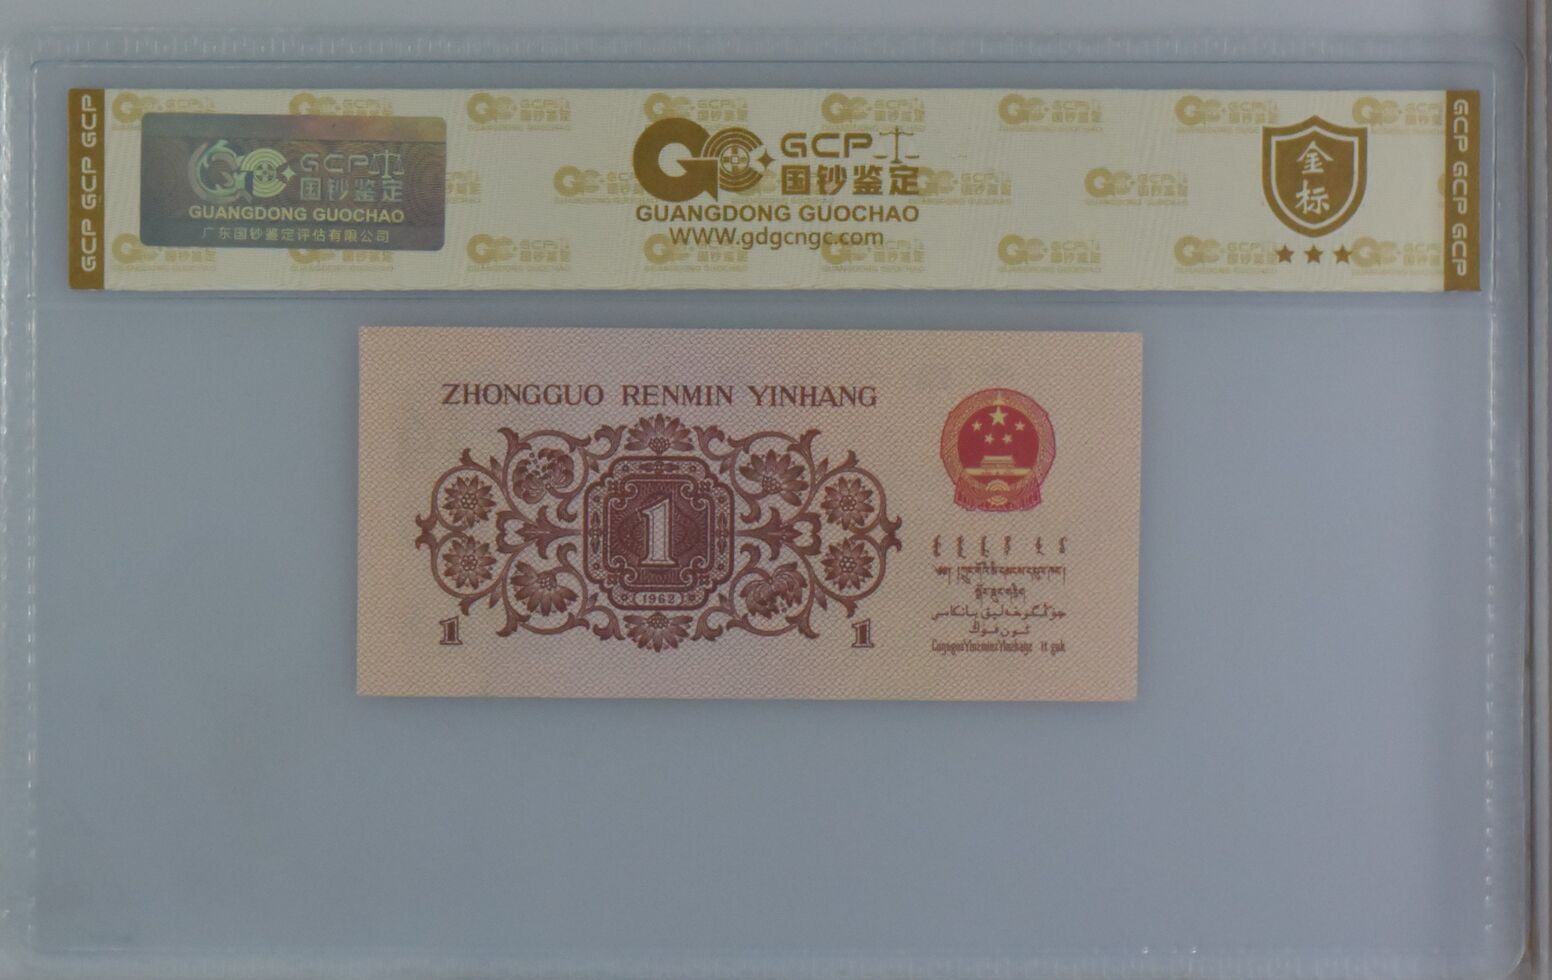 GCP GCP GCP
GCP 国钞鉴定
GUANGDONG GUOCHAO
广东国钞鉴定评估有限公司
GCP
国钞鉴定
GUANGDONG GUOCHAO
WWW.gdgcngc.com
金标
GCP GCP GCP
ZHONGGUO RENMIN YINHANG
1
1962
1
1